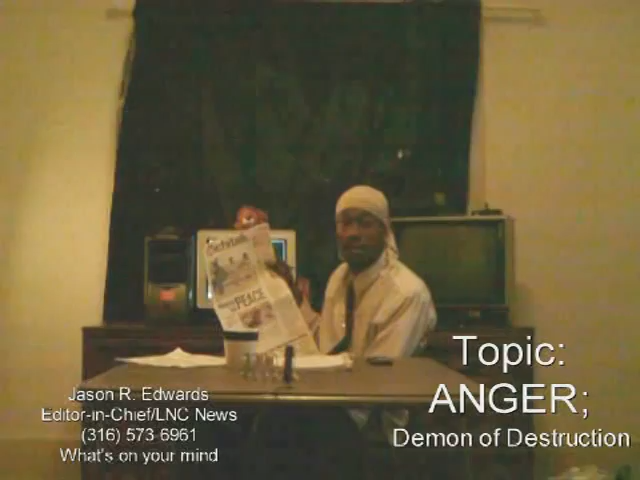 PEACE
Topic:
ANGER;
Demon of Destruction
Jason R. Edwards
Editor-in-Chief/LNC News
(316) 573-6961
What's on your mind